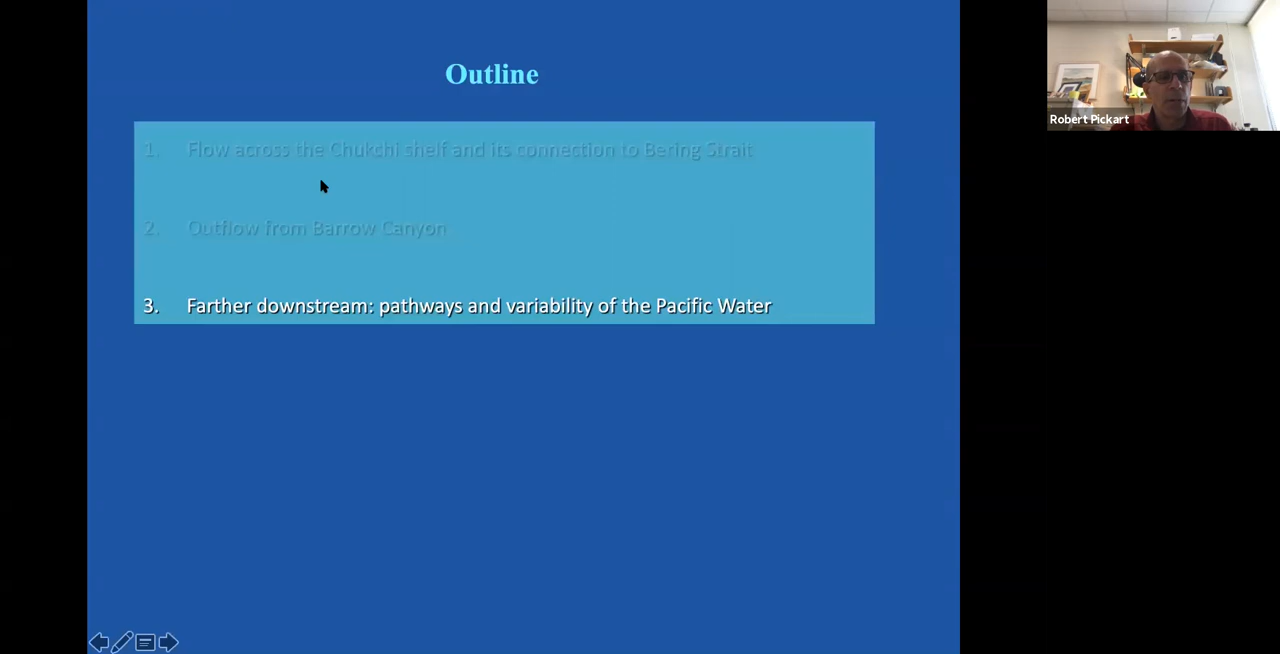 Outline
1. Flow across the Chukchi shelf and its connection to Bering Strait
2. Outflow from Barrow Canyon
3. Farther downstream: pathways and variability of the Pacific Water
Robert Pickart